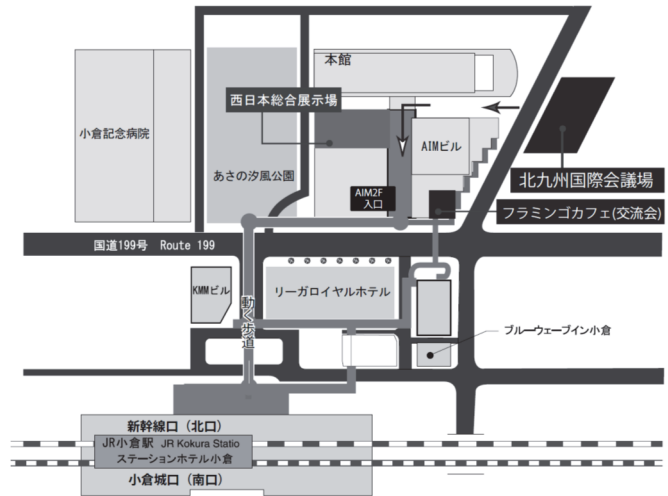 本館
西日本総合展示場
小倉記念病院
AIMビル
あさの汐風公園
北九州国際会議場
AIM2F
入口
フラミンゴカフェ(交流会)
国道199号 Route 199
KMMビル
リーガロイヤルホテル
動く歩道
ブルーウェーブイン小倉
新幹線口（北口）
JR小倉駅 JR Kokura Statio
ステーションホテル小倉
小倉城口（南口）